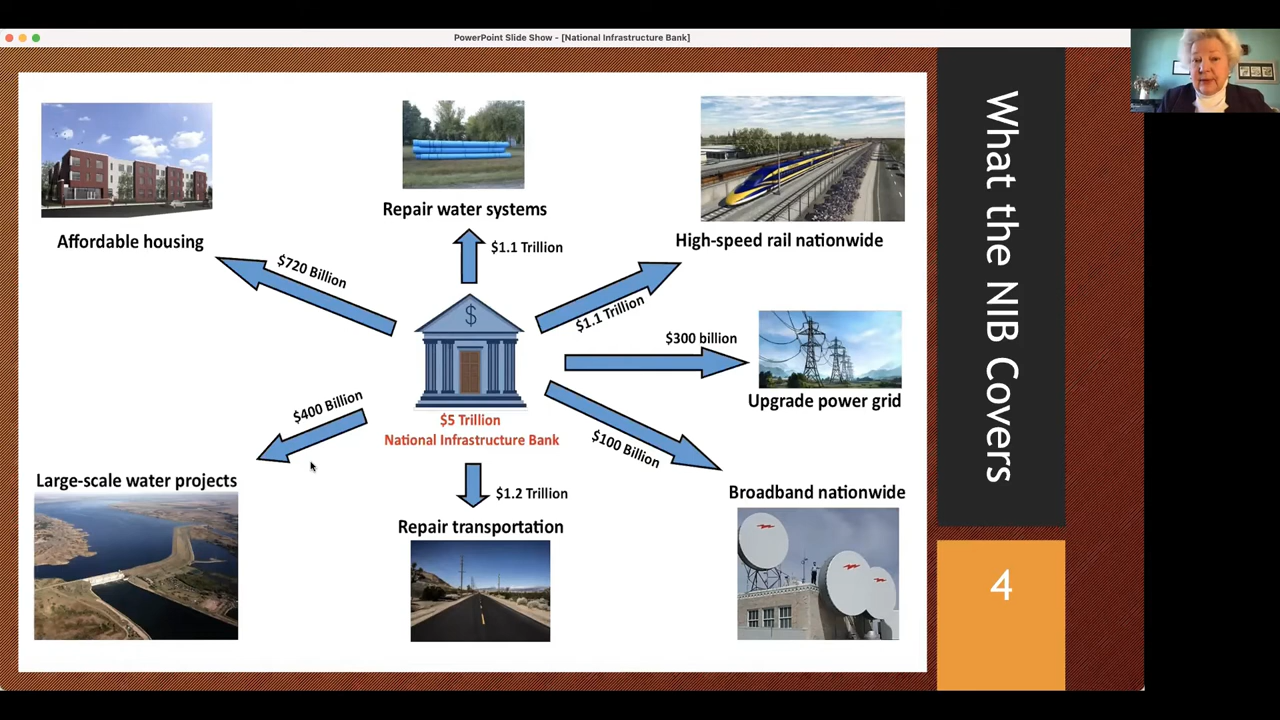 PowerPoint Slide Show - [National Infrastructure Bank]
What the NIB Covers
Affordable housing
$720 Billion
Repair water systems
$1.1 Trillion
High-speed rail nationwide
$1.1 Trillion
$300 billion
Upgrade power grid
$
$5 Trillion
National Infrastructure Bank
$400 Billion
Large-scale water projects
$100 Billion
Broadband nationwide
$1.2 Trillion
Repair transportation
4